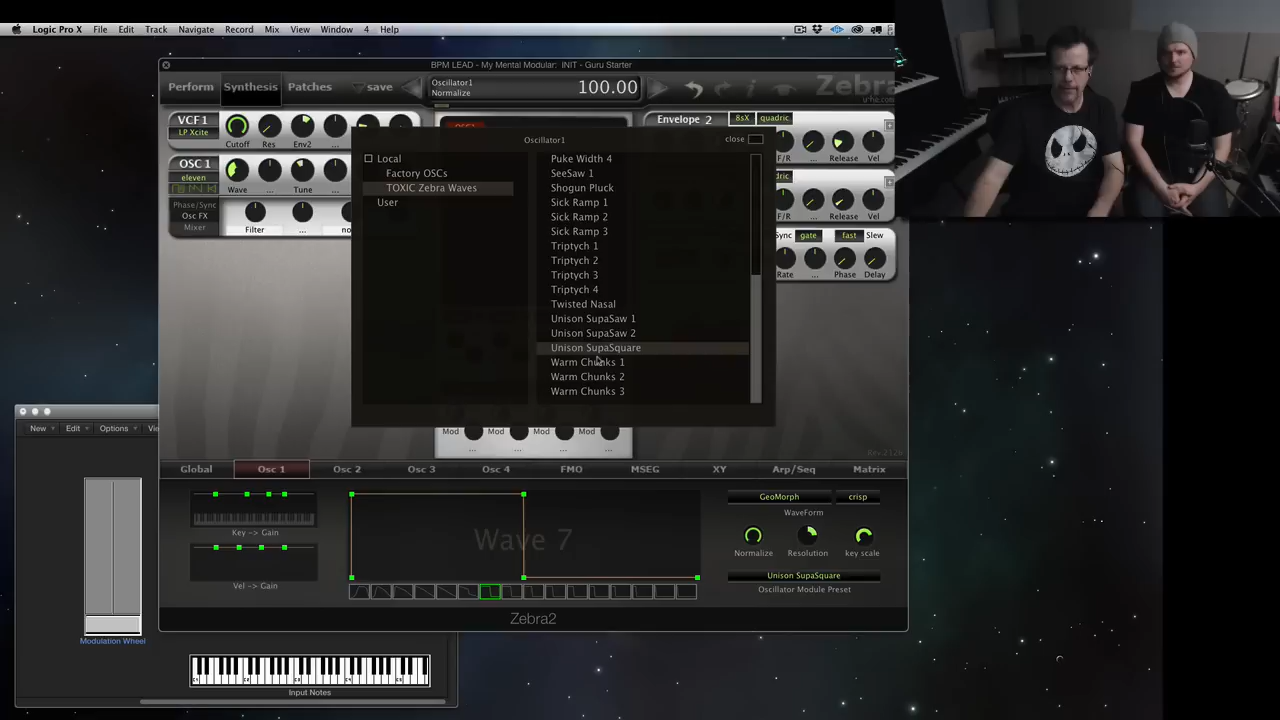 Logic Pro X File Edit Track Navigate Record Mix View Window 4 Help
BPM LEAD - My Mental Modular: INIT - Guru Starter
Perform Synthesis Patches save
Oscillator1
Normalize
100.00
Zebra
u-he.com
VCF 1
LP Xcite
Cutoff Res Env2
OSC 1
eleven
Wave Tune
Phase/Sync
Osc FX
Mixer
Filter ...
Envelope 2 8sX quadric
F/R Release Vel
F/R Release Vel
Sync gate fast Slew
Rate ... Phase Delay
Oscillator1
close
Local
Factory OSCs
TOXIC Zebra Waves
User
Puke Width 4
SeeSaw 1
Shogun Pluck
Sick Ramp 1
Sick Ramp 2
Sick Ramp 3
Triptych 1
Triptych 2
Triptych 3
Triptych 4
Twisted Nasal
Unison SupaSaw 1
Unison SupaSaw 2
Unison SupaSquare
Warm Chunks 1
Warm Chunks 2
Warm Chunks 3
Mod Mod Mod Mod
... ... ... ...
Global Osc 1 Osc 2 Osc 3 Osc 4 FMO MSEG XY Arp/Seq Matrix
Key -> Gain
Vel -> Gain
Wave 7
GeoMorph crisp
WaveForm
Normalize Resolution key scale
Unison SupaSquare
Oscillator Module Preset
Zebra2
New Edit Options
Modulation Wheel
Input Notes